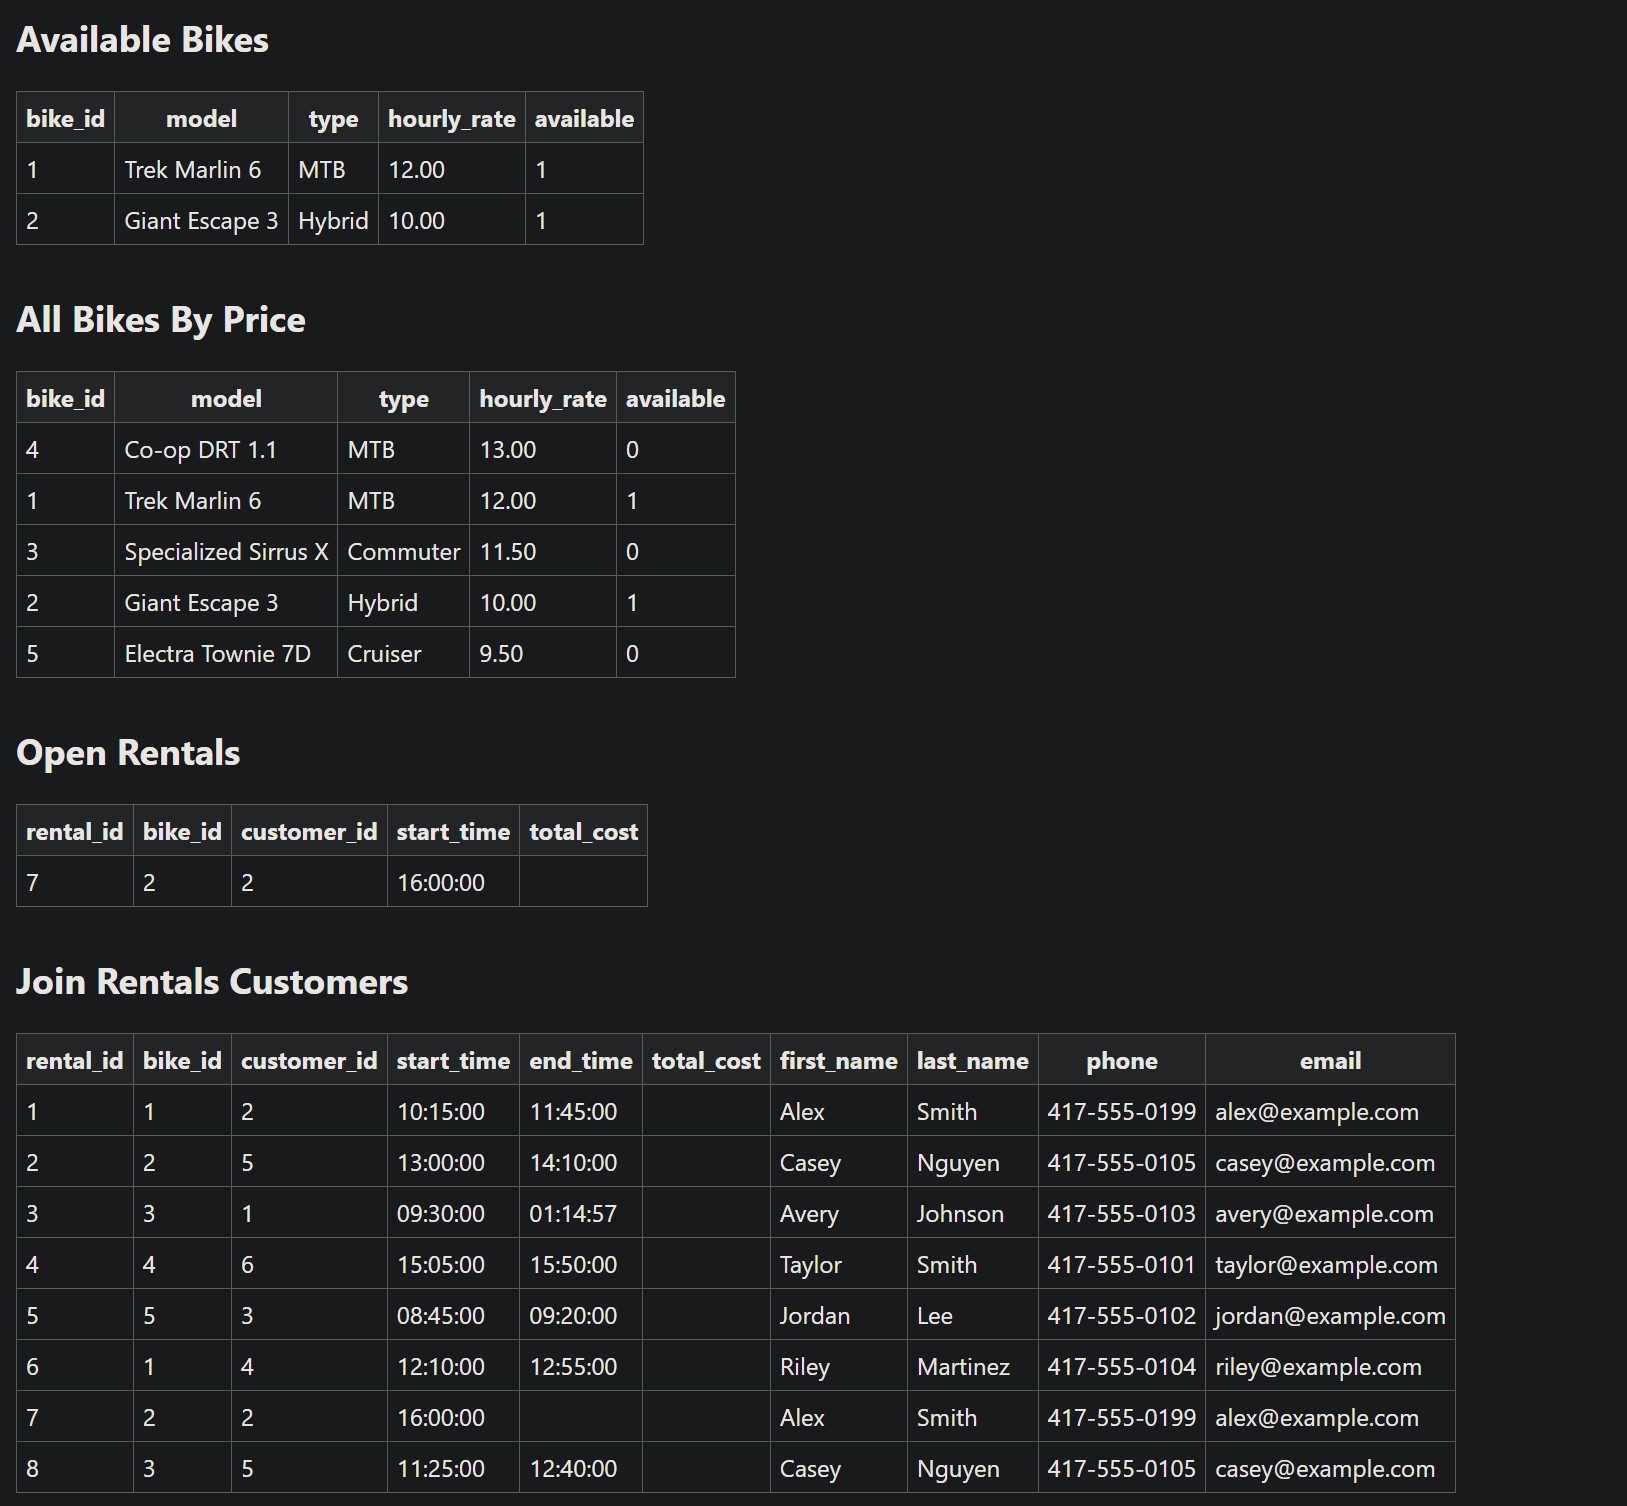 Available Bikes
bike_id model type hourly_rate available
1 Trek Marlin 6 MTB 12.00 1
2 Giant Escape 3 Hybrid 10.00 1
All Bikes By Price
bike_id model type hourly_rate available
4 Co-op DRT 1.1 MTB 13.00 0
1 Trek Marlin 6 MTB 12.00 1
3 Specialized Sirrus X Commuter 11.50 0
2 Giant Escape 3 Hybrid 10.00 1
5 Electra Townie 7D Cruiser 9.50 0
Open Rentals
rental_id bike_id customer_id start_time total_cost
7 2 2 16:00:00
Join Rentals Customers
rental_id bike_id customer_id start_time end_time total_cost first_name last_name phone email
1 1 2 10:15:00 11:45:00 Alex Smith 417-555-0199 alex@example.com
2 2 5 13:00:00 14:10:00 Casey Nguyen 417-555-0105 casey@example.com
3 3 1 09:30:00 01:14:57 Avery Johnson 417-555-0103 avery@example.com
4 4 6 15:05:00 15:50:00 Taylor Smith 417-555-0101 taylor@example.com
5 5 3 08:45:00 09:20:00 Jordan Lee 417-555-0102 jordan@example.com
6 1 4 12:10:00 12:55:00 Riley Martinez 417-555-0104 riley@example.com
7 2 2 16:00:00 Alex Smith 417-555-0199 alex@example.com
8 3 5 11:25:00 12:40:00 Casey Nguyen 417-555-0105 casey@example.com